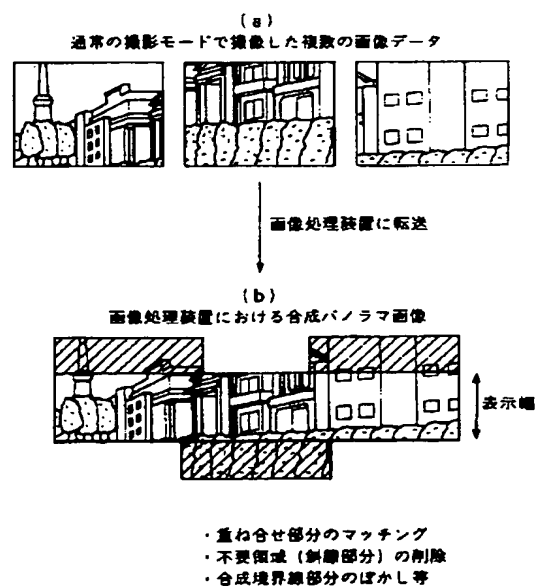 (a)
通常の撮影モードで撮像した複数の画像データ
画像処理装置に転送
(b)
画像処理装置における合成パノラマ画像
表示幅
・重ね合せ部分のマッチング
・不要領域（斜線部分）の削除
・合成境界線部分のぼかし等